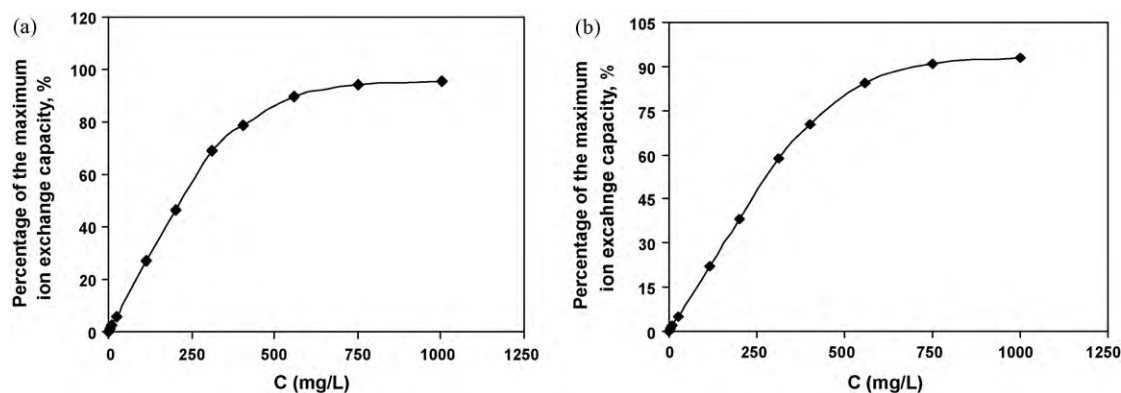 (a)
Percentage of the maximum
ion exchange capacity, %
120
100
80
60
40
20
0
0 250 500 750 1000 1250
C (mg/L)
(b)
Percentage of the maximum
ion excahnge capacity, %
105
90
75
60
45
30
15
0
0 250 500 750 1000 1250
C (mg/L)